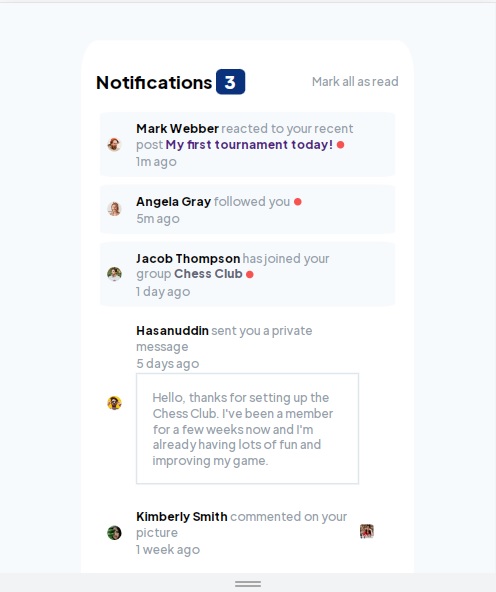 Notifications 3 Mark all as read
Mark Webber reacted to your recent
post My first tournament today!
1m ago
Angela Gray followed you
5m ago
Jacob Thompson has joined your
group Chess Club
1 day ago
Hasanuddin sent you a private
message
5 days ago
Hello, thanks for setting up the
Chess Club. I've been a member
for a few weeks now and I'm
already having lots of fun and
improving my game.
Kimberly Smith commented on your
picture
1 week ago